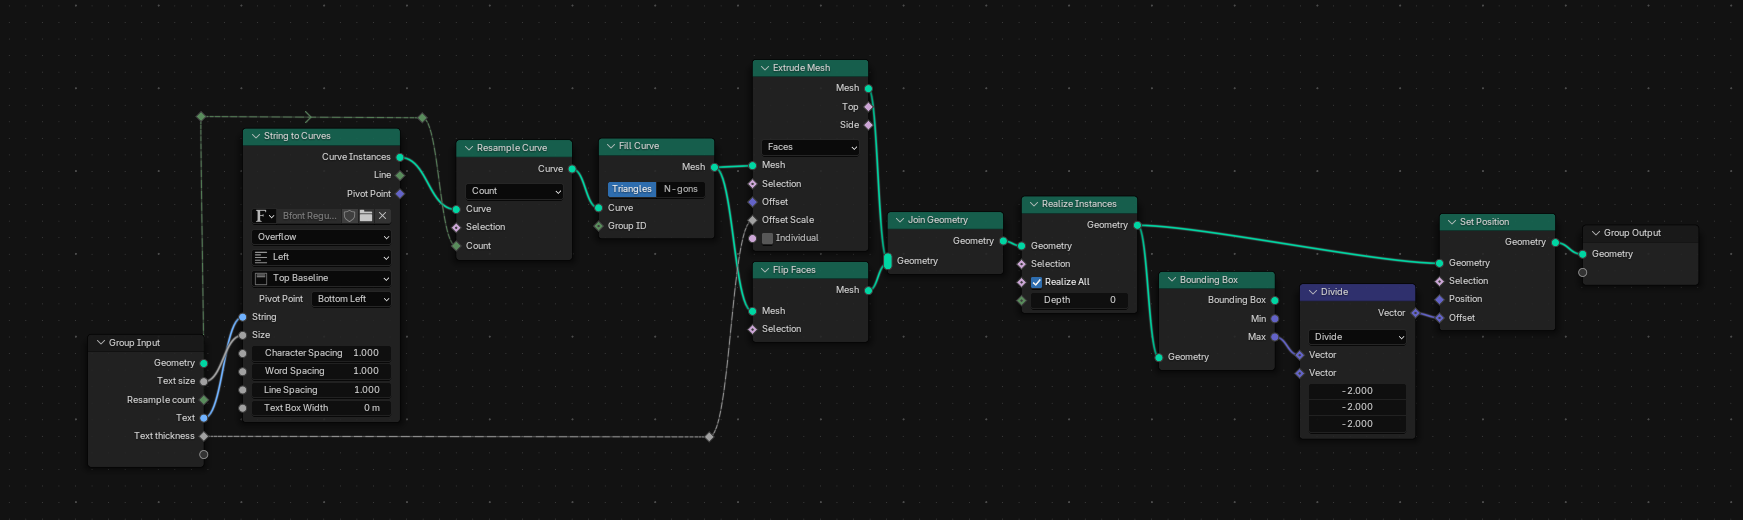 Group Input
Geometry
Text size
Resample count
Text
Text thickness
String to Curves
Curve Instances
Line
Pivot Point
F Bfont Regu...
Overflow
Left
Top Baseline
Pivot Point Bottom Left
String
Size
Character Spacing 1.000
Word Spacing 1.000
Line Spacing 1.000
Text Box Width 0 m
Resample Curve
Curve
Count
Curve
Selection
Count
Fill Curve
Mesh
Triangles N-gons
Curve
Group ID
Extrude Mesh
Mesh
Top
Side
Faces
Mesh
Selection
Offset
Offset Scale
Individual
Flip Faces
Mesh
Mesh
Selection
Join Geometry
Geometry
Geometry
Realize Instances
Geometry
Geometry
Selection
Realize All
Depth 0
Bounding Box
Bounding Box
Min
Max
Geometry
Divide
Vector
Divide
Vector
Vector
-2.000
-2.000
-2.000
Set Position
Geometry
Geometry
Selection
Position
Offset
Group Output
Geometry